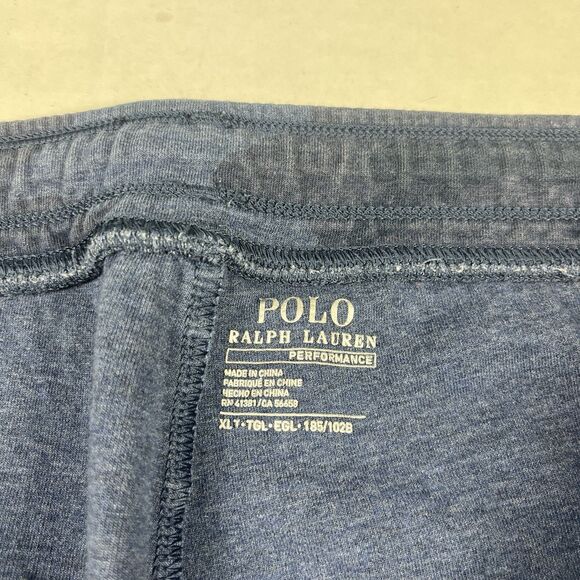 POLO
RALPH LAUREN
PERFORMANCE
MADE IN CHINA
FABRIQUÉ EN CHINE
HECHO EN CHINA
RN 41381/CA 56658
XLT•TGL•EGL•185/102B